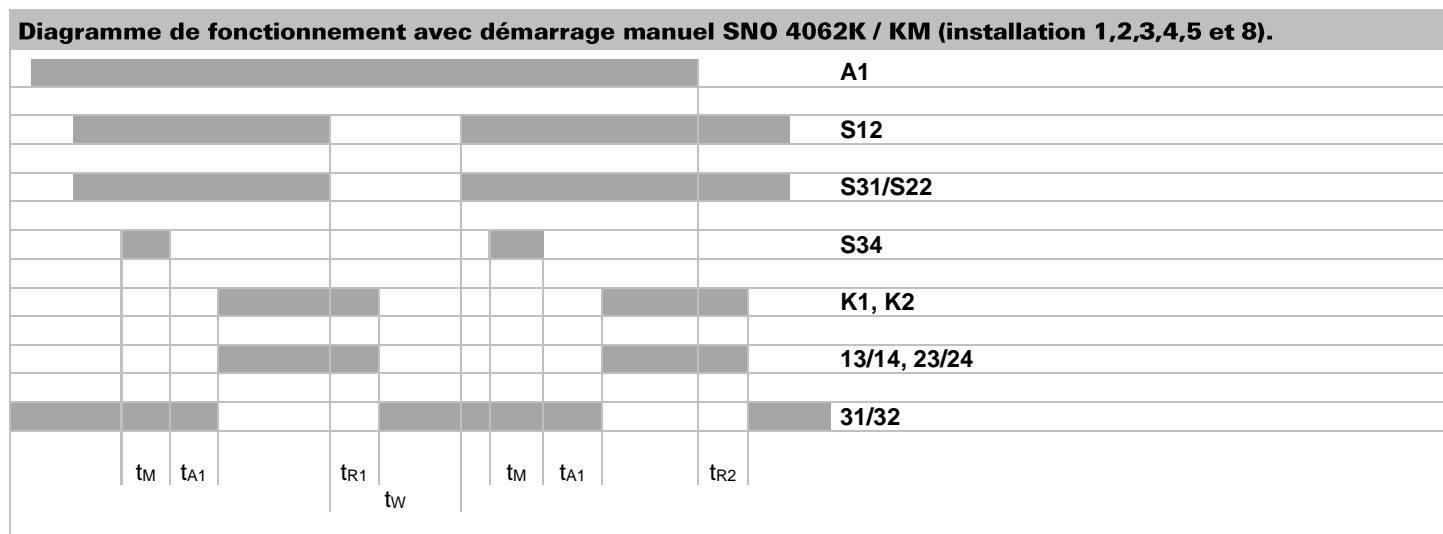 Diagramme de fonctionnement avec démarrage manuel SNO 4062K / KM (installation 1,2,3,4,5 et 8).
A1
S12
S31/S22
S34
K1, K2
13/14, 23/24
31/32
tM tA1 tR1 tM tA1 tR2
tW